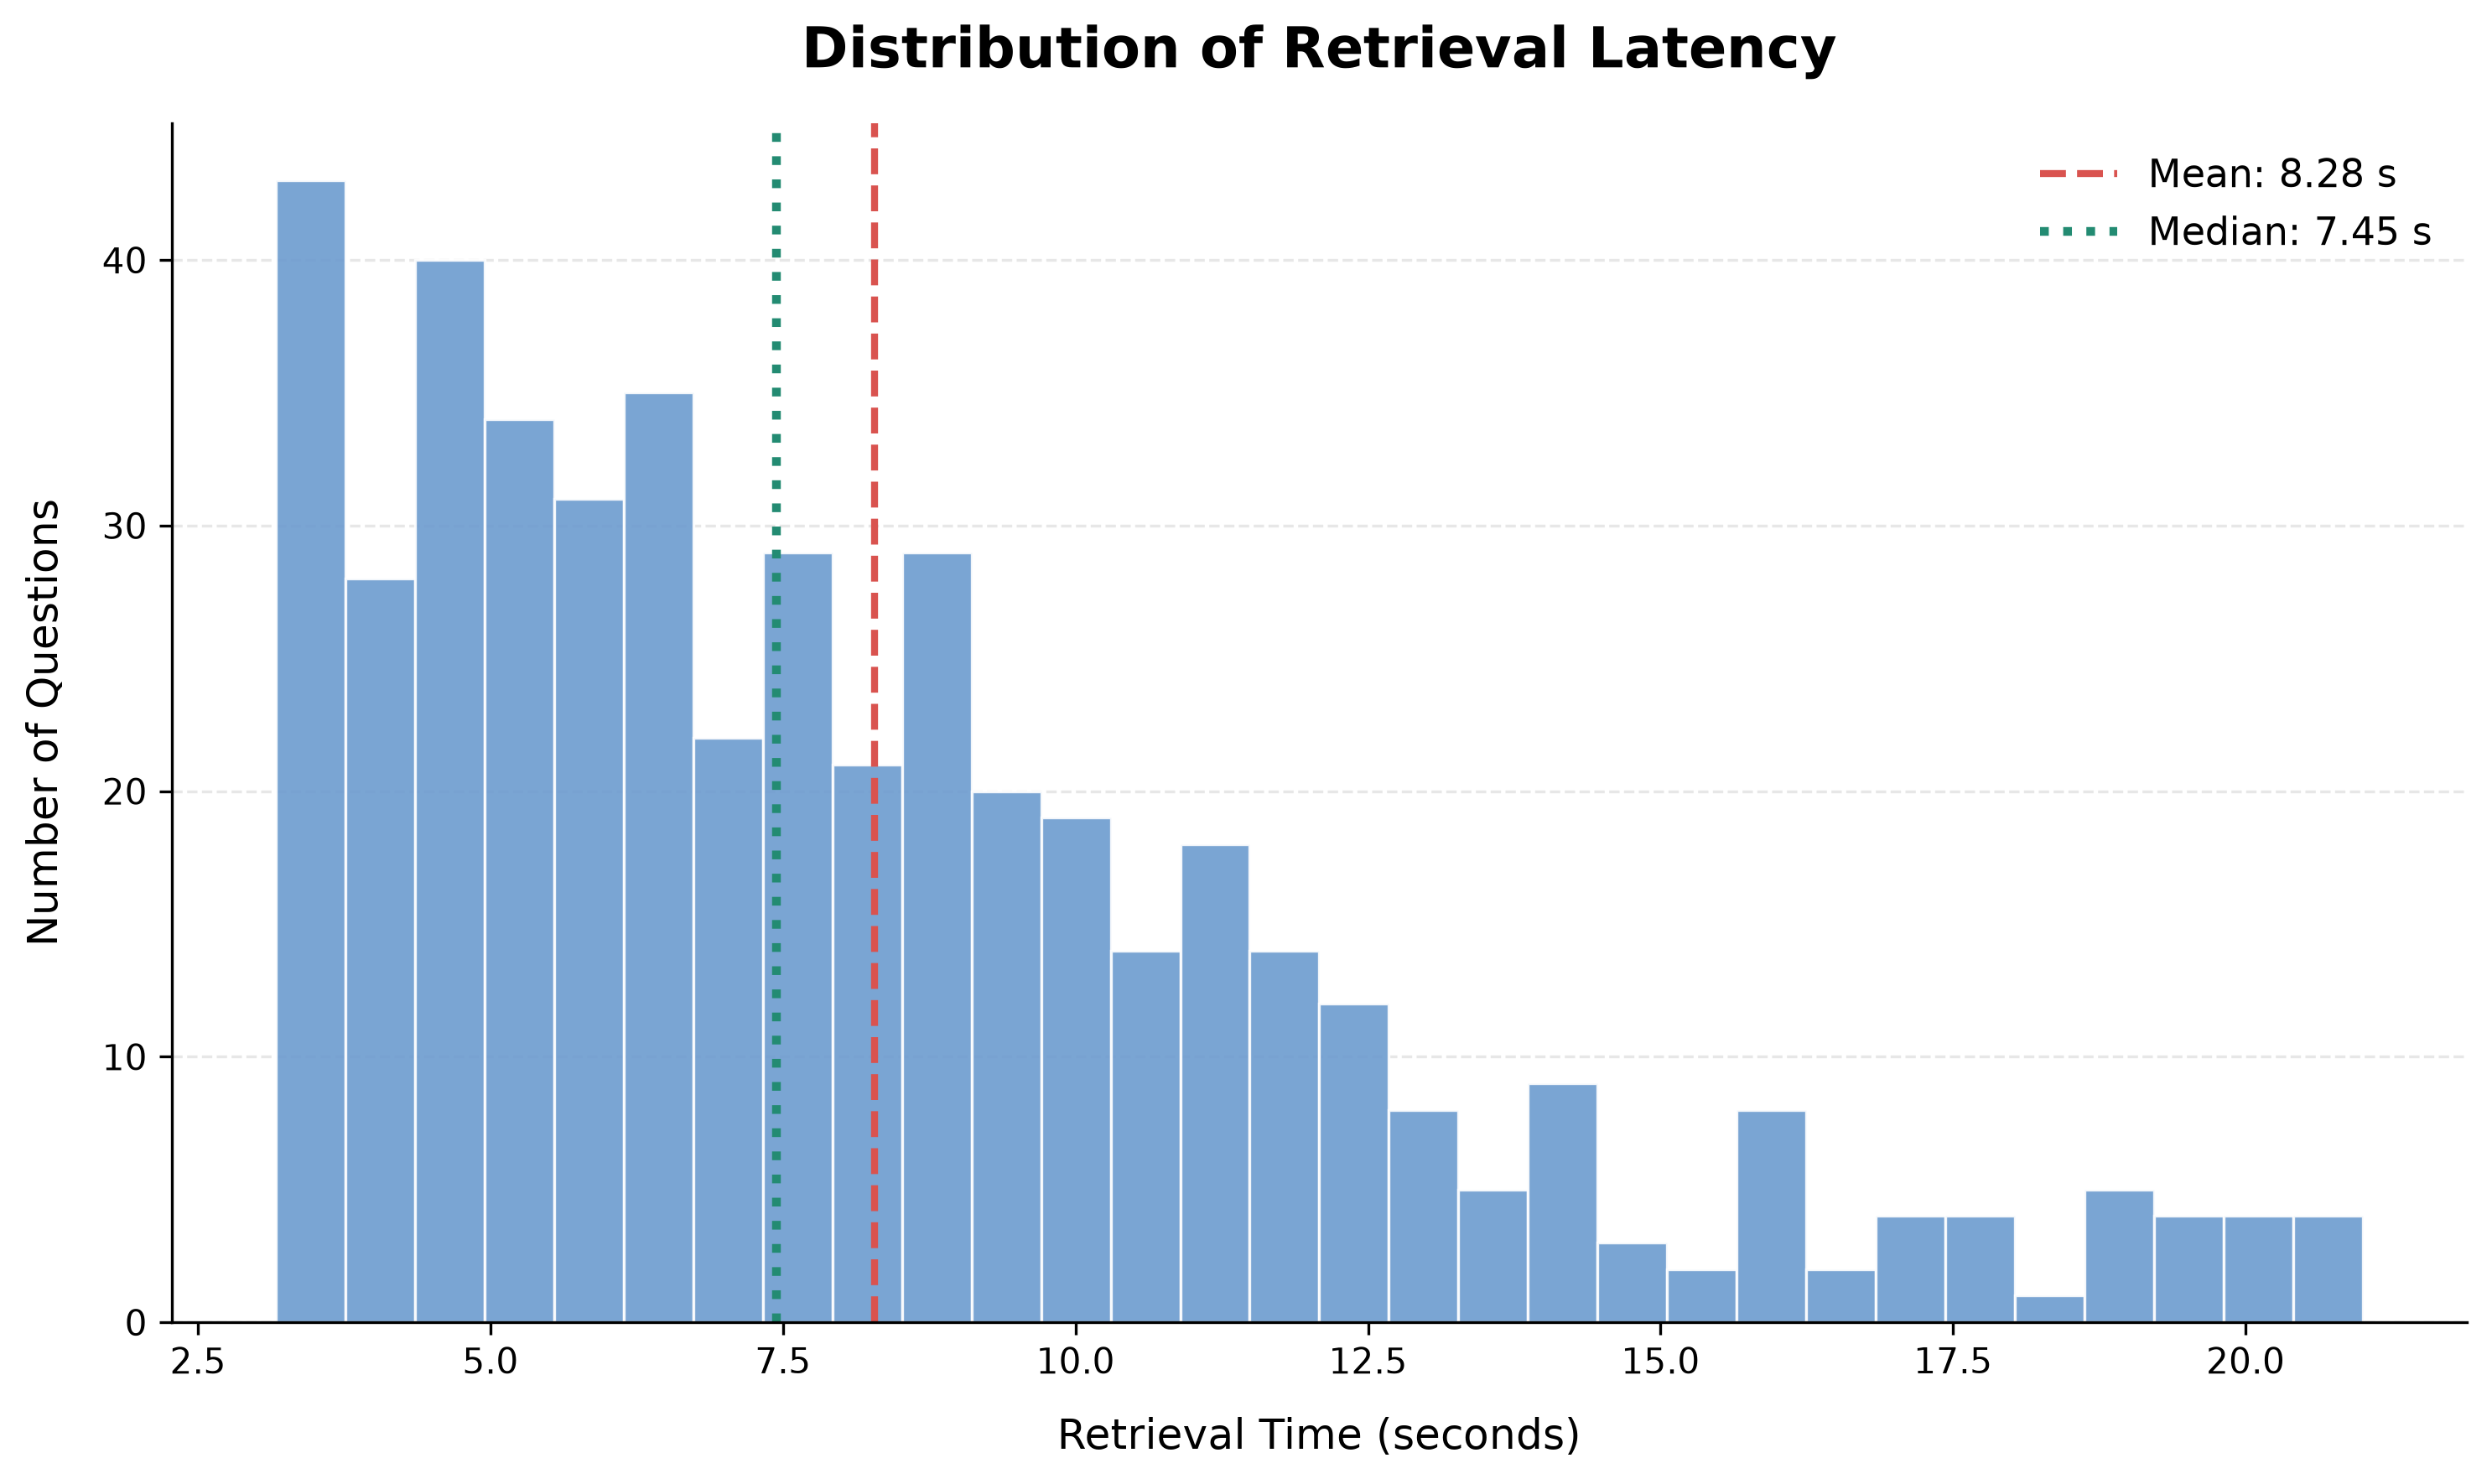 Distribution of Retrieval Latency
Mean: 8.28 s
Median: 7.45 s
Number of Questions
40
30
20
10
0
2.5 5.0 7.5 10.0 12.5 15.0 17.5 20.0
Retrieval Time (seconds)